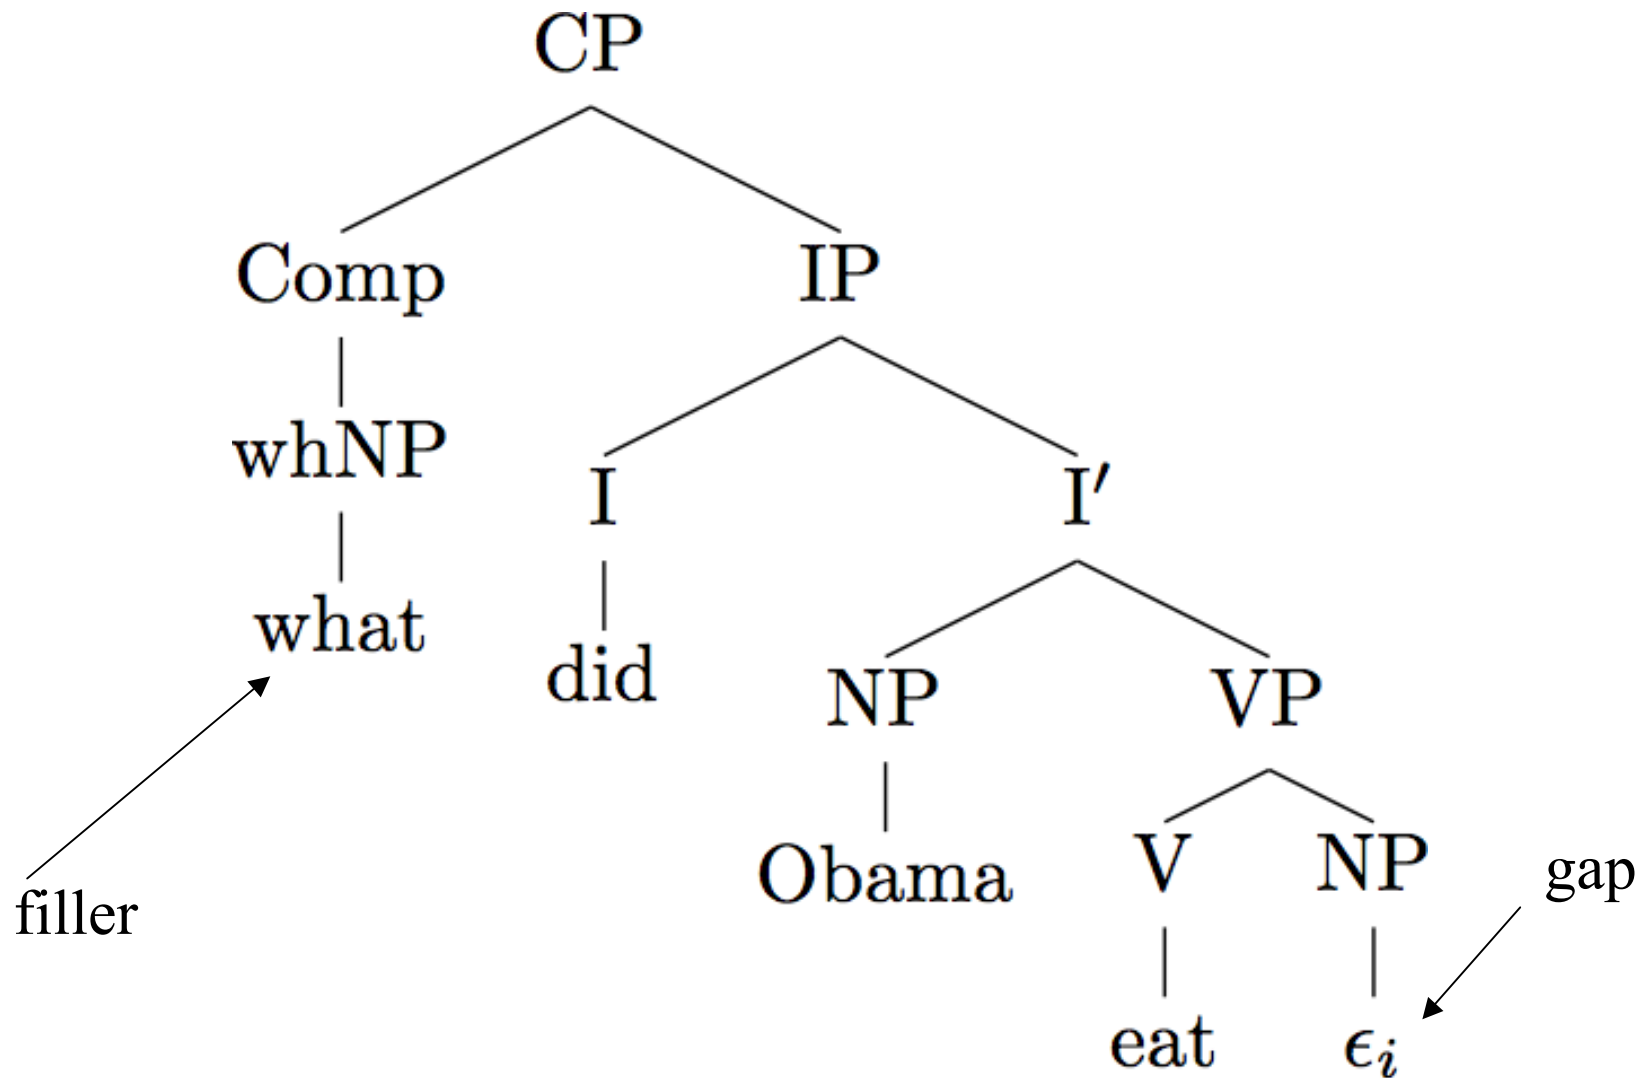 CP
Comp IP
whNP I I′
what did NP VP
Obama V NP gap
filler
eat ϵi